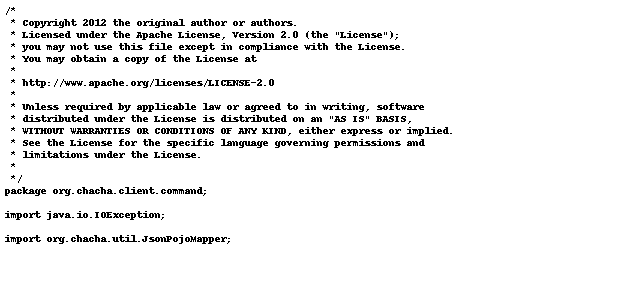 /*
 * Copyright 2012 the original author or authors.
 * Licensed under the Apache License, Version 2.0 (the "License");
 * you may not use this file except in compliance with the License.
 * You may obtain a copy of the License at
 *
 * http://www.apache.org/licenses/LICENSE-2.0
 *
 * Unless required by applicable law or agreed to in writing, software
 * distributed under the License is distributed on an "AS IS" BASIS,
 * WITHOUT WARRANTIES OR CONDITIONS OF ANY KIND, either express or implied.
 * See the License for the specific language governing permissions and
 * limitations under the License.
 *
 */
package org.chacha.client.command;

import java.io.IOException;

import org.chacha.util.JsonPojoMapper;